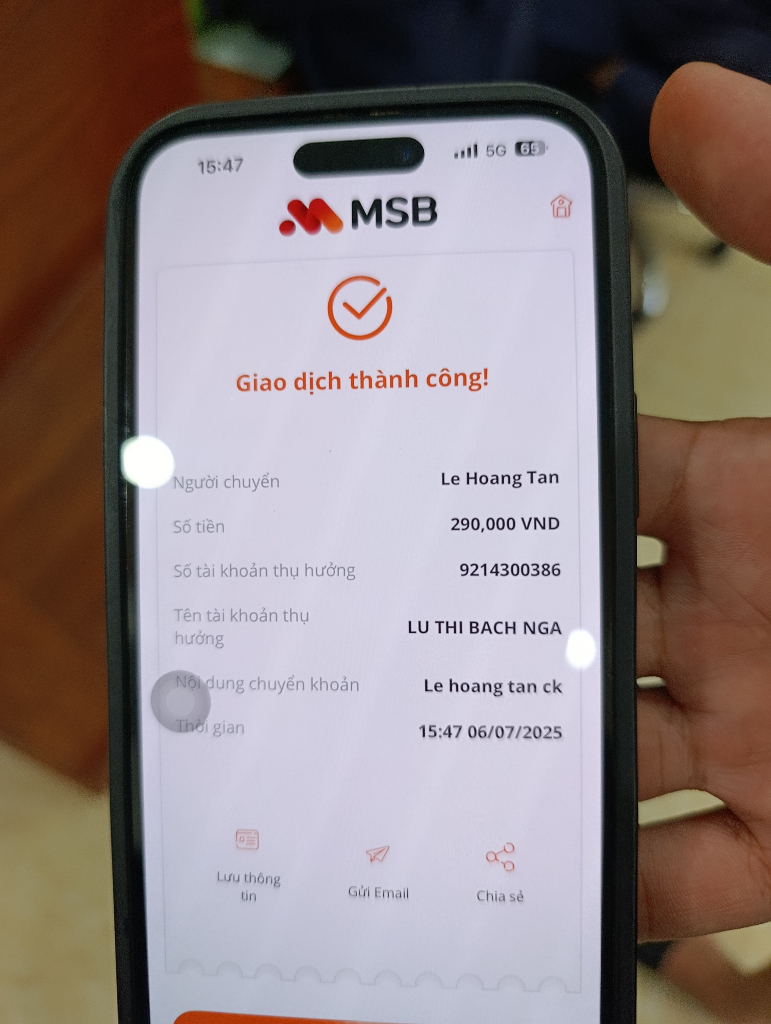 15:47 5G 65
MSB
Giao dịch thành công!
Người chuyển Le Hoang Tan
Số tiền 290,000 VND
Số tài khoản thụ hưởng 9214300386
Tên tài khoản thụ
hưởng LU THI BACH NGA
Nội dung chuyển khoản Le hoang tan ck
Thời gian 15:47 06/07/2025
Lưu thông
tin
Gửi Email
Chia sẻ